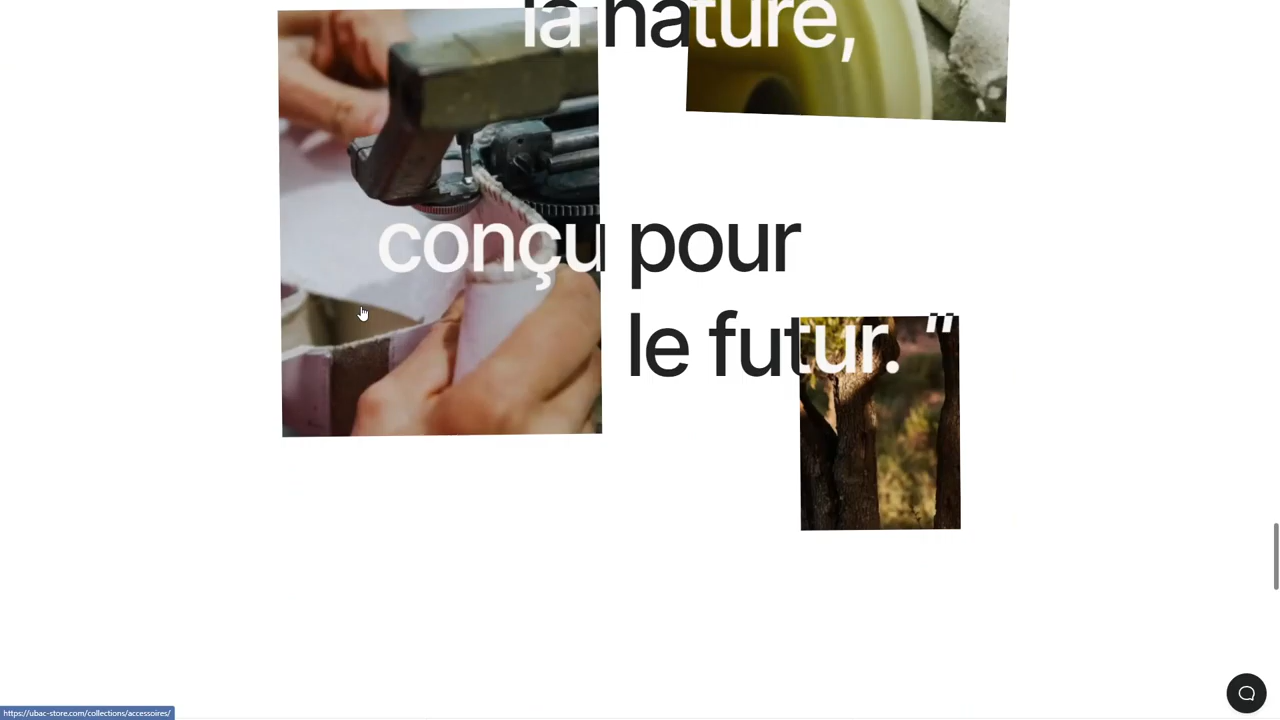 la nature,
conçu pour
le futur. "
https://ubac-store.com/collections/accessoires/